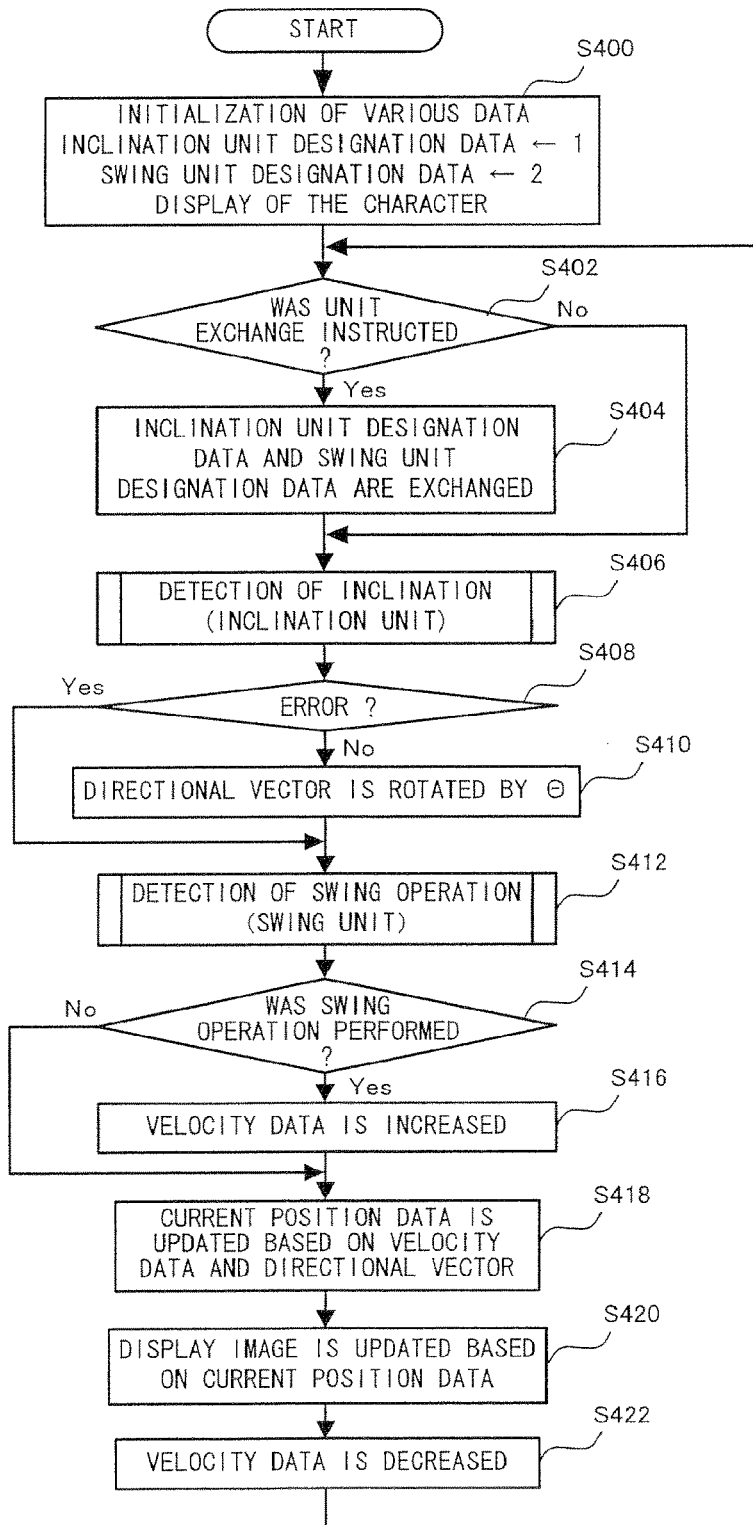 START
S400
INITIALIZATION OF VARIOUS DATA
INCLINATION UNIT DESIGNATION DATA ← 1
SWING UNIT DESIGNATION DATA ← 2
DISPLAY OF THE CHARACTER
S402
WAS UNIT
EXCHANGE INSTRUCTED
?
No
Yes
S404
INCLINATION UNIT DESIGNATION
DATA AND SWING UNIT
DESIGNATION DATA ARE EXCHANGED
S406
DETECTION OF INCLINATION
(INCLINATION UNIT)
S408
Yes
ERROR ?
No
S410
DIRECTIONAL VECTOR IS ROTATED BY Θ
S412
DETECTION OF SWING OPERATION
(SWING UNIT)
S414
No
WAS SWING
OPERATION PERFORMED
?
Yes
S416
VELOCITY DATA IS INCREASED
S418
CURRENT POSITION DATA IS
UPDATED BASED ON VELOCITY
DATA AND DIRECTIONAL VECTOR
S420
DISPLAY IMAGE IS UPDATED BASED
ON CURRENT POSITION DATA
S422
VELOCITY DATA IS DECREASED